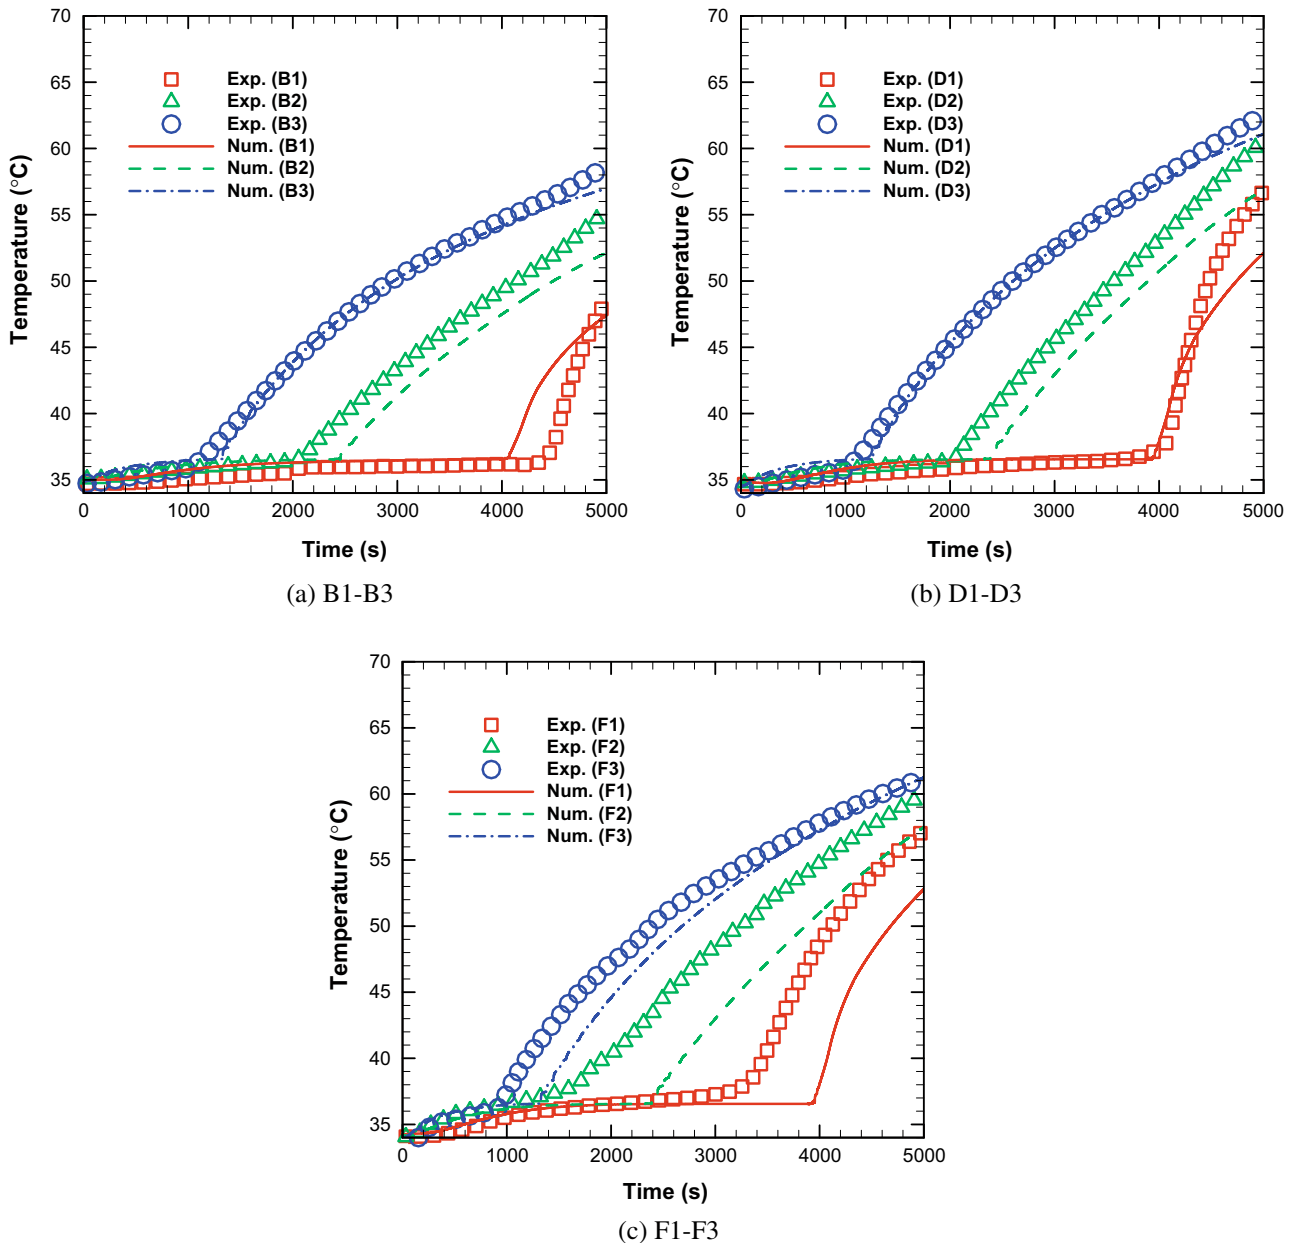 70
65
60
55
50
45
40
35
Temperature (°C)
Exp. (B1)
Exp. (B2)
Exp. (B3)
Num. (B1)
Num. (B2)
Num. (B3)
0 1000 2000 3000 4000 5000
Time (s)
(a) B1-B3
70
65
60
55
50
45
40
35
Temperature (°C)
Exp. (D1)
Exp. (D2)
Exp. (D3)
Num. (D1)
Num. (D2)
Num. (D3)
0 1000 2000 3000 4000 5000
Time (s)
(b) D1-D3
70
65
60
55
50
45
40
35
Temperature (°C)
Exp. (F1)
Exp. (F2)
Exp. (F3)
Num. (F1)
Num. (F2)
Num. (F3)
0 1000 2000 3000 4000 5000
Time (s)
(c) F1-F3